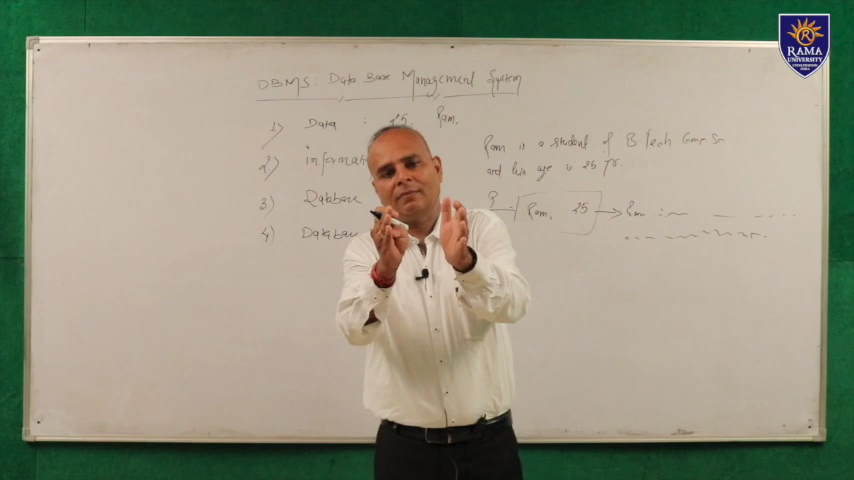 RAMA
UNIVERSITY
DBMS: Data Base Management System
1) Data : 25, Ram.
2) informa
Ram is a student of B Tech Comp Sc
and his age is 25 yr.
3) Database
R. Ram, 25 → Ram :
4) Database